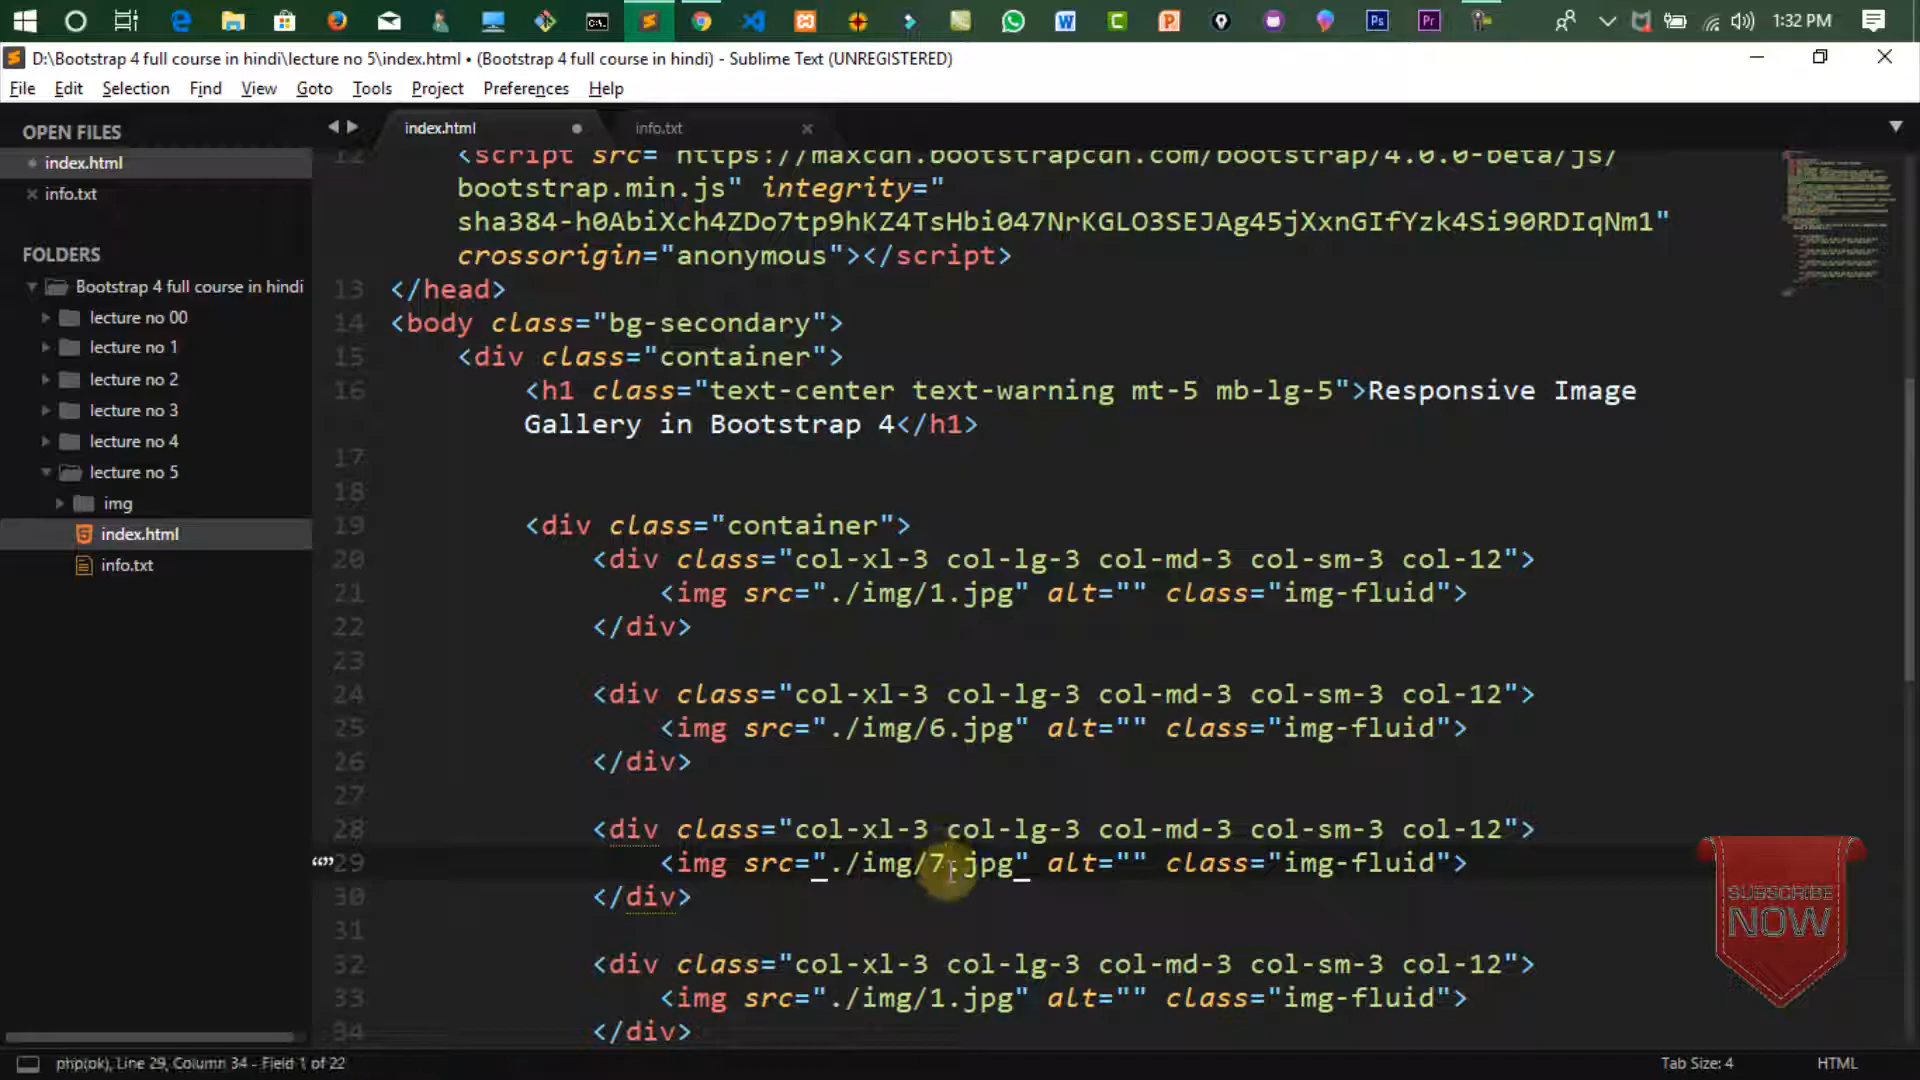 1:32 PM
D:\Bootstrap 4 full course in hindi\lecture no 5\index.html • (Bootstrap 4 full course in hindi) - Sublime Text (UNREGISTERED)
File Edit Selection Find View Goto Tools Project Preferences Help
OPEN FILES
index.html
info.txt
FOLDERS
Bootstrap 4 full course in hindi
lecture no 00
lecture no 1
lecture no 2
lecture no 3
lecture no 4
lecture no 5
img
index.html
info.txt
index.html info.txt
12 <script src="https://maxcdn.bootstrapcdn.com/bootstrap/4.0.0-beta/js/
bootstrap.min.js" integrity="
sha384-h0AbiXch4ZDo7tp9hKZ4TsHbi047NrKGLO3SEJAg45jXxnGIfYzk4Si90RDIqNm1"
crossorigin="anonymous"></script>
13 </head>
14 <body class="bg-secondary">
15 <div class="container">
16 <h1 class="text-center text-warning mt-5 mb-lg-5">Responsive Image
Gallery in Bootstrap 4</h1>
17
18
19 <div class="container">
20 <div class="col-xl-3 col-lg-3 col-md-3 col-sm-3 col-12">
21 <img src="./img/1.jpg" alt="" class="img-fluid">
22 </div>
23
24 <div class="col-xl-3 col-lg-3 col-md-3 col-sm-3 col-12">
25 <img src="./img/6.jpg" alt="" class="img-fluid">
26 </div>
27
28 <div class="col-xl-3 col-lg-3 col-md-3 col-sm-3 col-12">
29 <img src="./img/7.jpg" alt="" class="img-fluid">
30 </div>
31
32 <div class="col-xl-3 col-lg-3 col-md-3 col-sm-3 col-12">
33 <img src="./img/1.jpg" alt="" class="img-fluid">
34 </div>
SUBSCRIBE
NOW
php(ok), Line 29, Column 34 - Field 1 of 22
Tab Size: 4 HTML